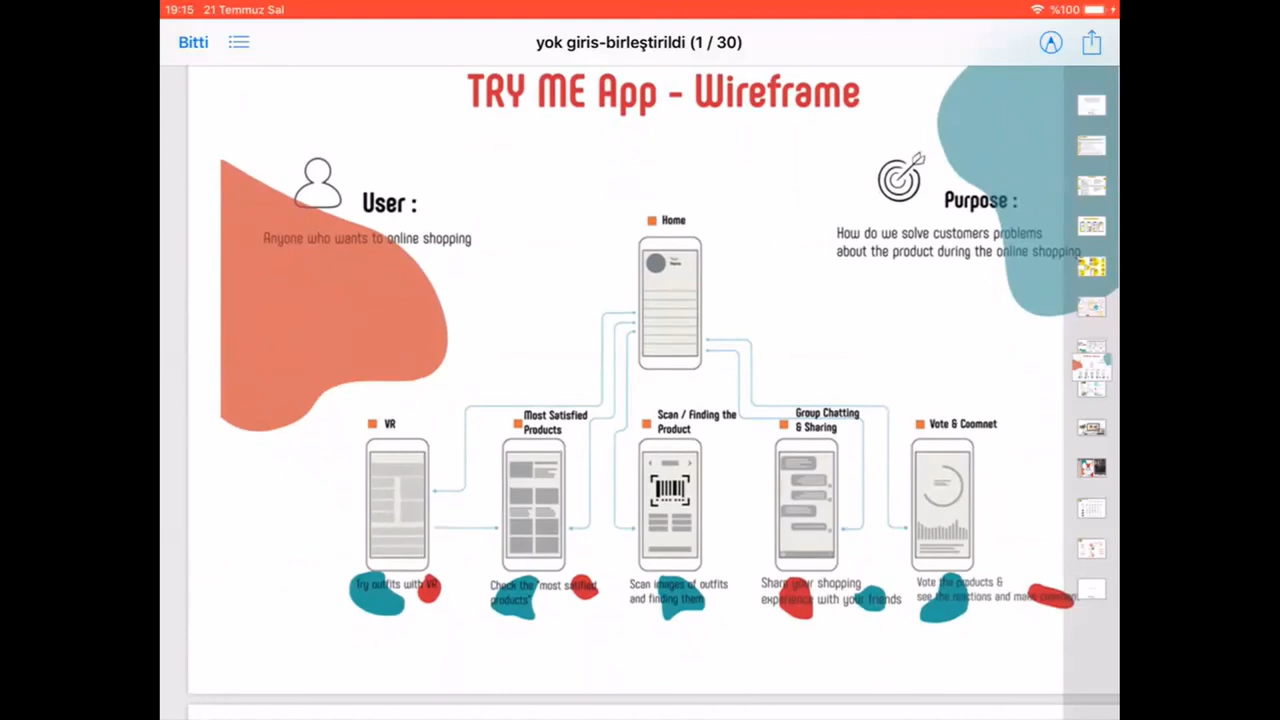 19:15 21 Temmuz Sal %100
Bitti
yok giris-birleştirildi (1 / 30)
TRY ME App - Wireframe
User :
Anyone who wants to online shopping
Purpose :
How do we solve customers problems
about the product during the online shopping
Home
VR
Most Satisfied
Products
Scan / Finding the
Product
Group Chatting
& Sharing
Vote & Coomnet
Try outfits with VR
Check the "most satified
products"
Scan images of outfits
and finding them
Share your shopping
experience with your friends
Vote the products &
see the reactions and make comment